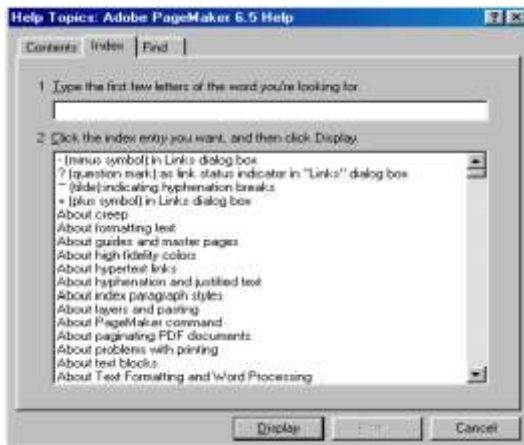 Help Topics: Adobe PageMaker 6.5 Help
Contents Index Find
1 Type the first few letters of the word you're looking for.
2 Click the index entry you want, and then click Display.
- (minus symbol) in Links dialog box
? (question mark) as link status indicator in "Links" dialog box
~ (tilde) indicating hyphenation breaks
+ (plus symbol) in Links dialog box
About creep
About formatting text
About guides and master pages
About high-fidelity colors
About hypertext links
About hyphenation and justified text
About index paragraph styles
About layers and pasting
About PageMaker command
About paginating PDF documents
About problems with printing
About text blocks
About Text Formatting and Word Processing
Display Cancel